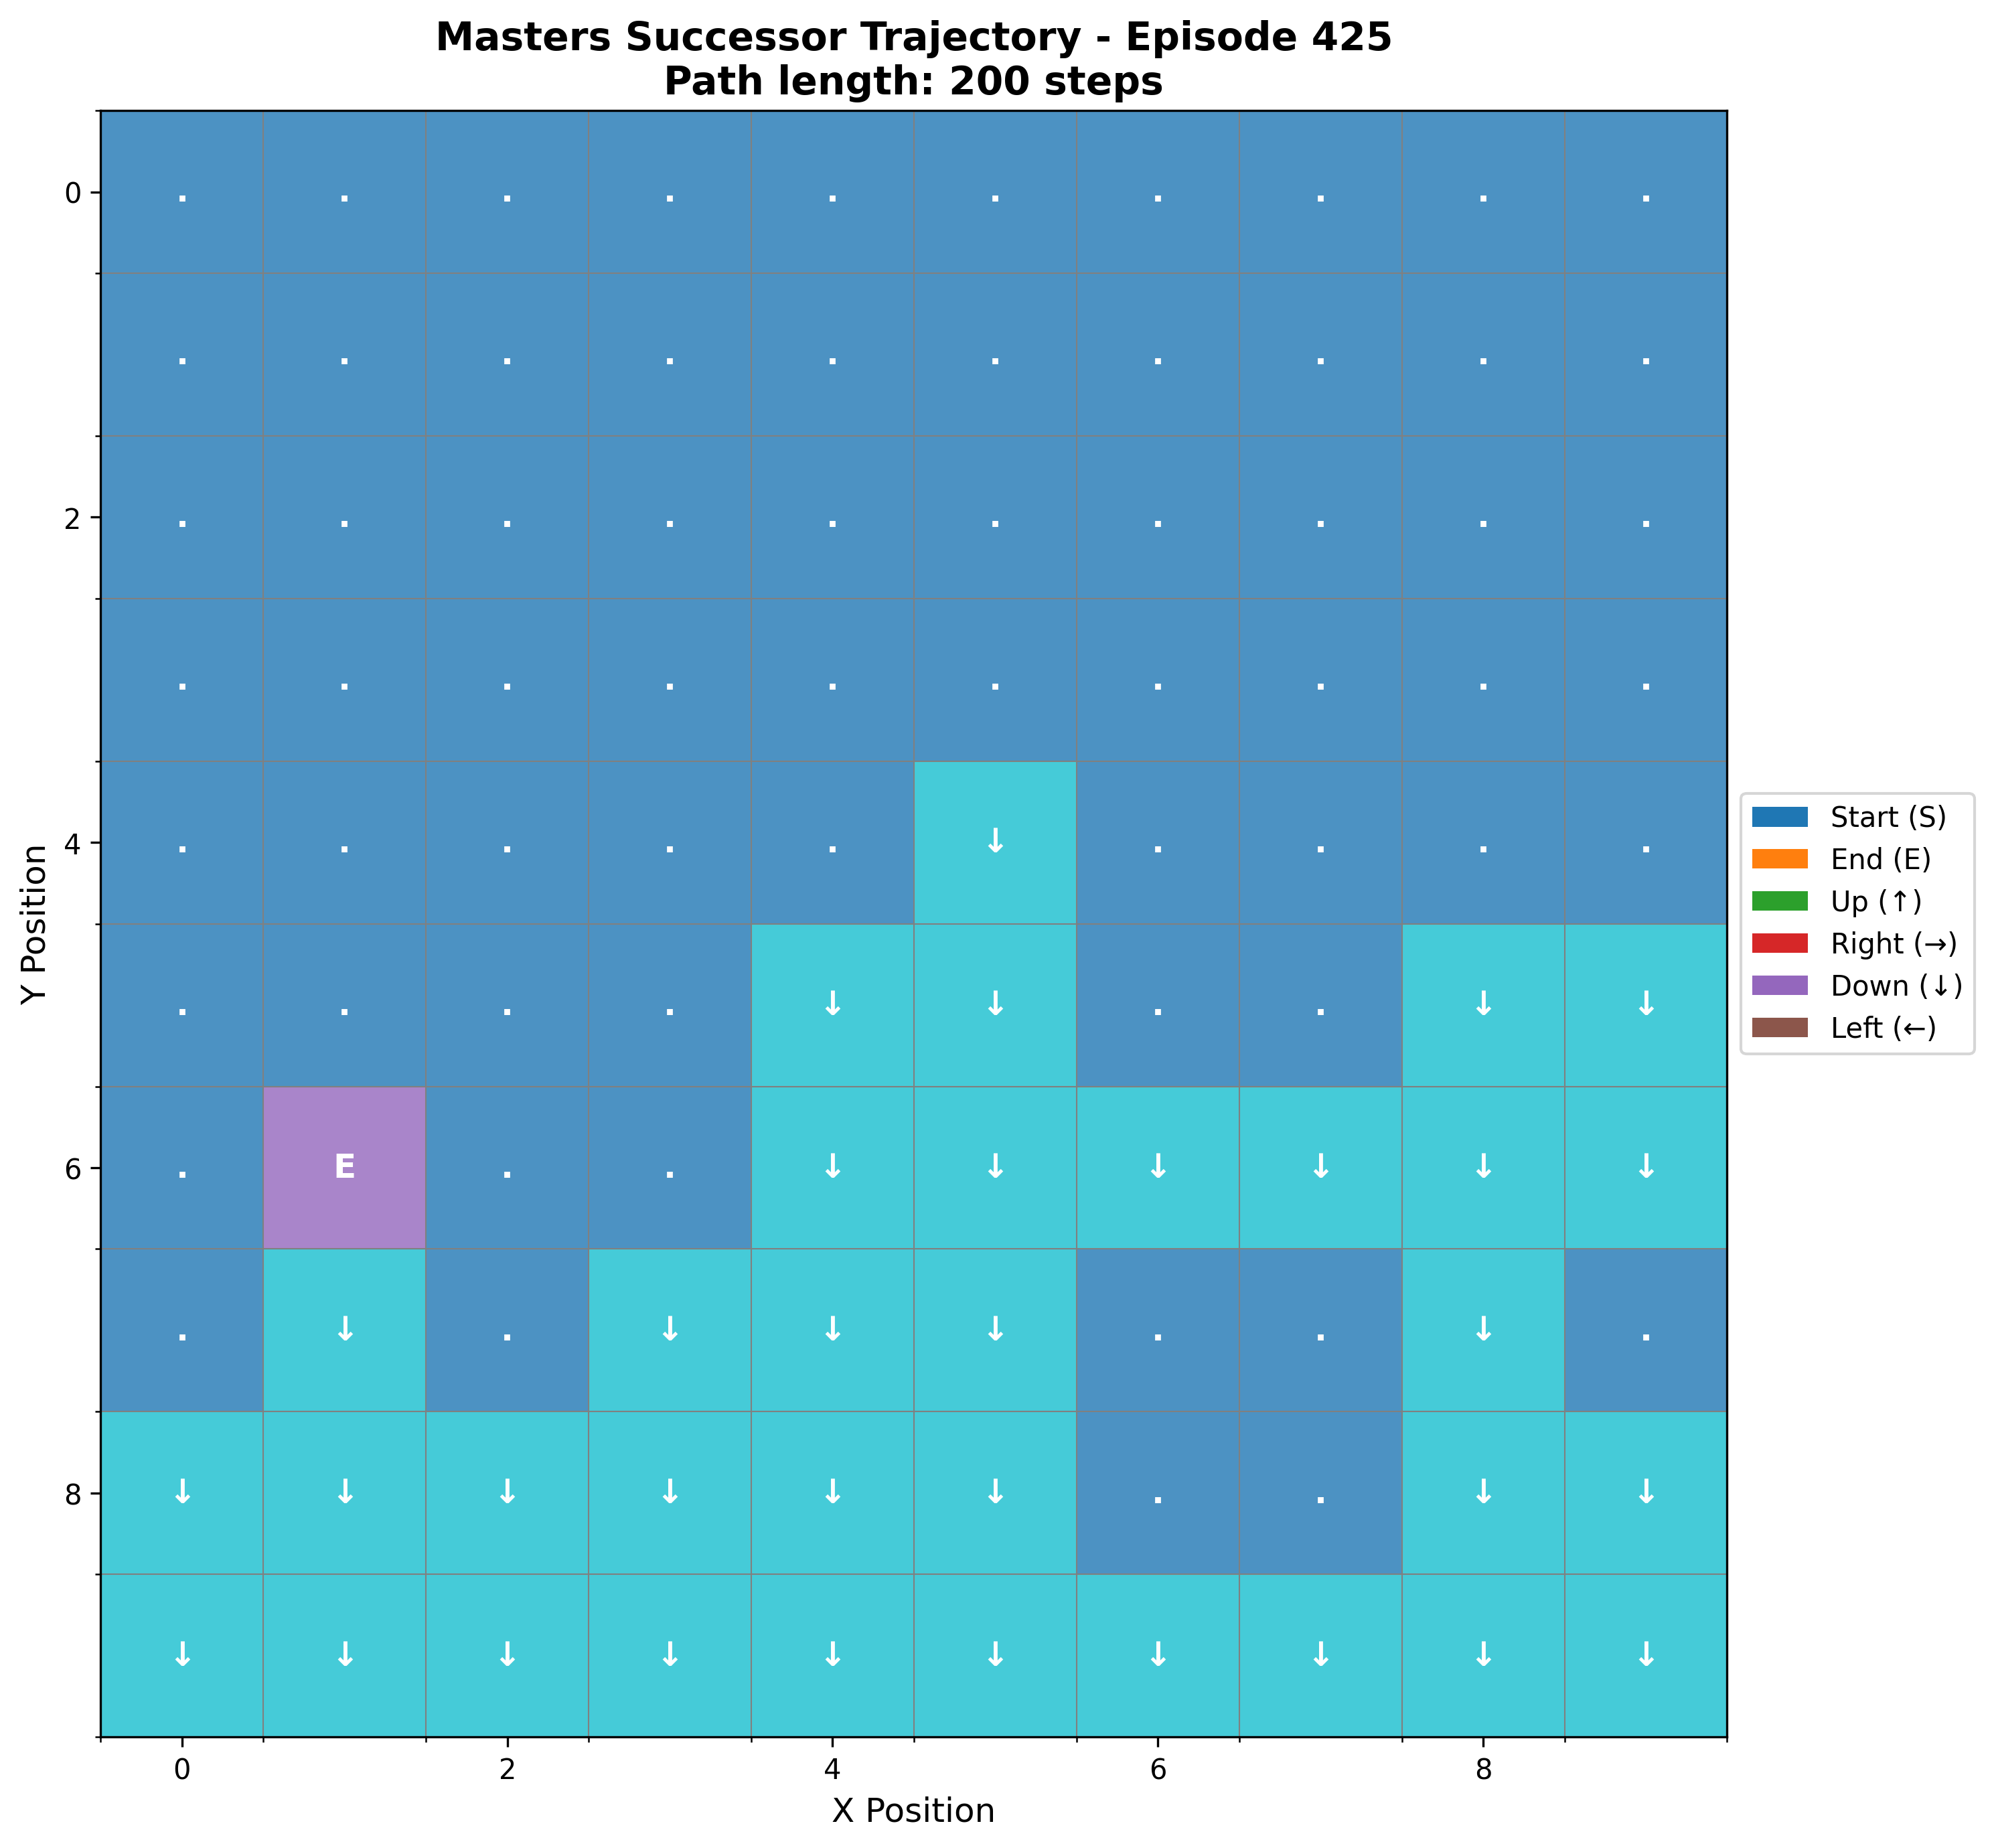 Masters Successor Trajectory - Episode 425
Path length: 200 steps
0 . . . . . . . . . .
. . . . . . . . . .
2 . . . . . . . . . .
. . . . . . . . . .
4 . . . . . ↓ . . . .
. . . . ↓ ↓ . . ↓ ↓
6 . E . . ↓ ↓ ↓ ↓ ↓ ↓
. ↓ . ↓ ↓ ↓ . . ↓ .
8 ↓ ↓ ↓ ↓ ↓ ↓ . . ↓ ↓
↓ ↓ ↓ ↓ ↓ ↓ ↓ ↓ ↓ ↓
0 2 4 6 8
X Position
Y Position
Start (S)
End (E)
Up (↑)
Right (→)
Down (↓)
Left (←)